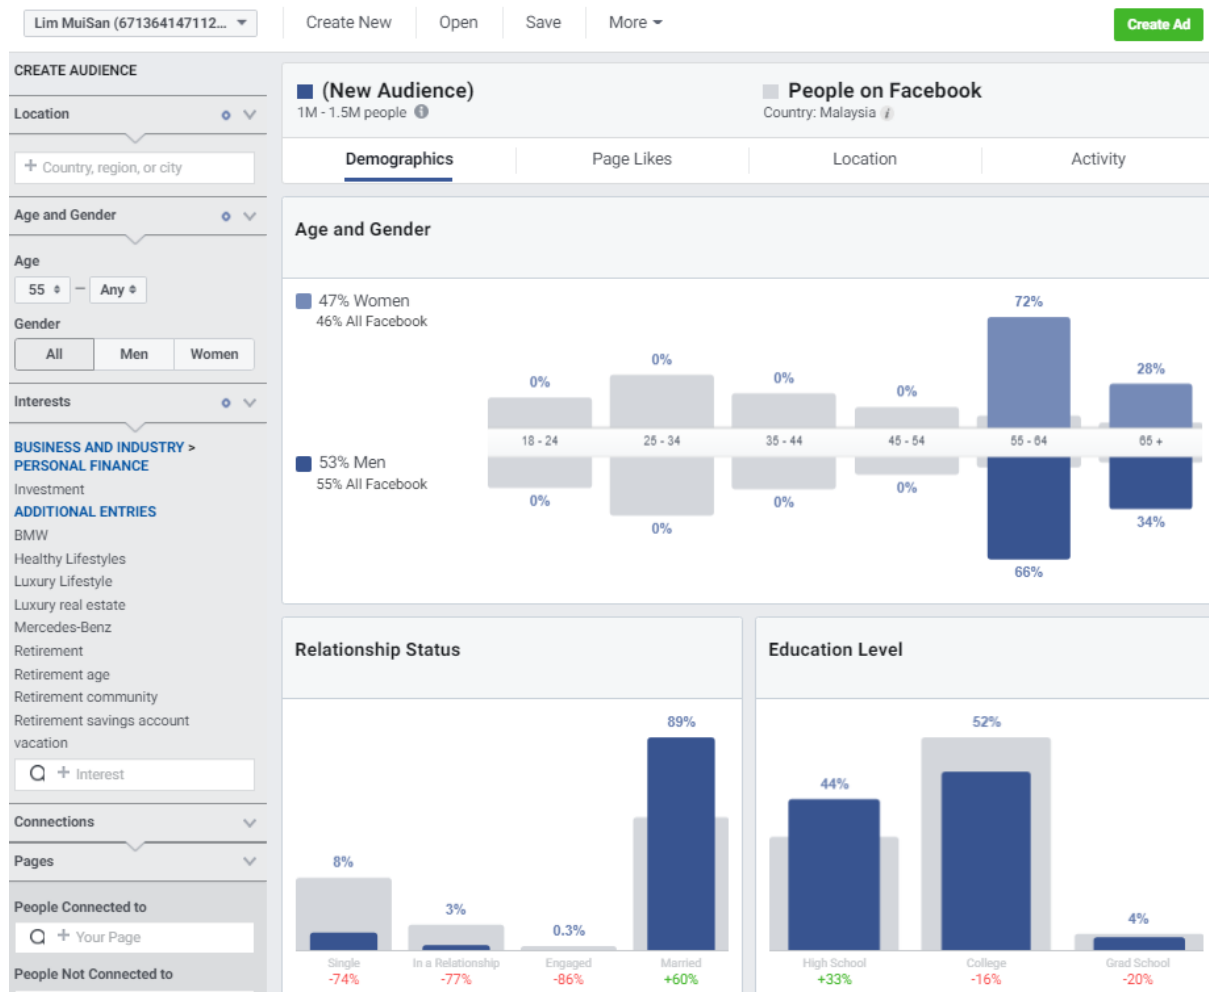 Lim MuiSan (671364147112...
Create New
Open
Save
More
Create Ad
CREATE AUDIENCE
Location
+ Country, region, or city
Age and Gender
Age
55 — Any
Gender
All Men Women
Interests
BUSINESS AND INDUSTRY >
PERSONAL FINANCE
Investment
ADDITIONAL ENTRIES
BMW
Healthy Lifestyles
Luxury Lifestyle
Luxury real estate
Mercedes-Benz
Retirement
Retirement age
Retirement community
Retirement savings account
vacation
+ Interest
Connections
Pages
People Connected to
+ Your Page
People Not Connected to
(New Audience)
1M - 1.5M people
People on Facebook
Country: Malaysia
Demographics Page Likes Location Activity
Age and Gender
47% Women
46% All Facebook
53% Men
55% All Facebook
0% 0% 0% 0% 72% 28%
18 - 24 25 - 34 35 - 44 45 - 54 55 - 64 65 +
0% 0% 0% 0% 66% 34%
Relationship Status
8% 3% 0.3% 89%
Single In a Relationship Engaged Married
-74% -77% -86% +60%
Education Level
44% 52% 4%
High School College Grad School
+33% -16% -20%